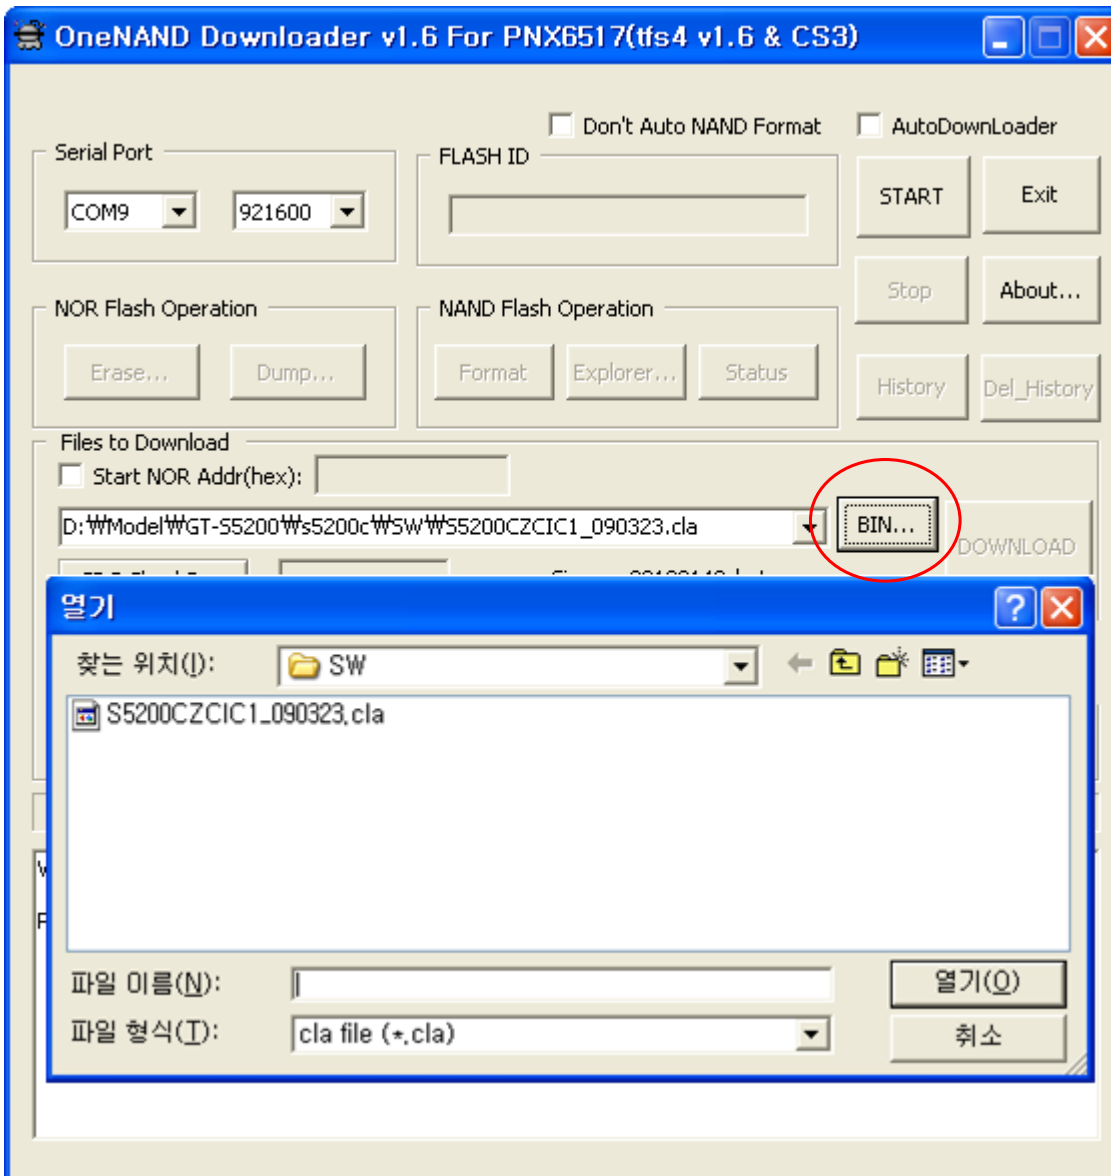 OneNAND Downloader v1.6 For PNX6517(tfs4 v1.6 & CS3)
Don't Auto NAND Format
AutoDownLoader
Serial Port
FLASH ID
COM9
921600
START
Exit
Stop
About...
NOR Flash Operation
NAND Flash Operation
Erase...
Dump...
Format
Explorer...
Status
History
Del_History
Files to Download
Start NOR Addr(hex):
D:₩Model₩GT-S5200₩s5200c₩SW₩S5200CZCIC1_090323.cla
BIN...
DOWNLOAD
열기
찾는 위치(I):
SW
S5200CZCIC1_090323.cla
파일 이름(N):
열기(O)
파일 형식(T):
cla file (*.cla)
취소